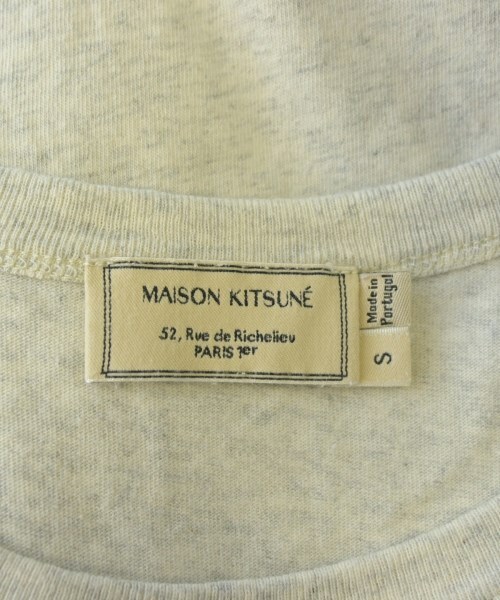 MAISON KITSUNÉ
52, Rue de Richelieu
PARIS 1er
Made in
Portugal
S